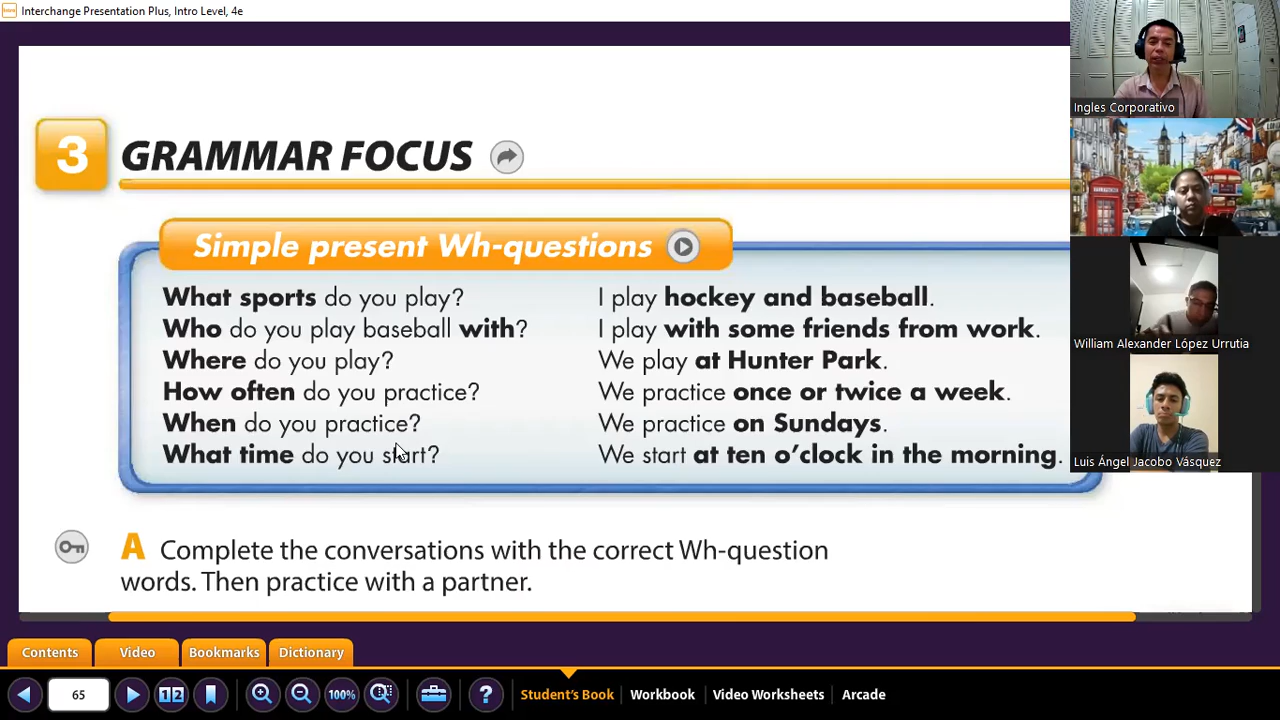 Interchange Presentation Plus, Intro Level, 4e
3 GRAMMAR FOCUS
Simple present Wh-questions
What sports do you play? I play hockey and baseball.
Who do you play baseball with? I play with some friends from work.
Where do you play? We play at Hunter Park.
How often do you practice? We practice once or twice a week.
When do you practice? We practice on Sundays.
What time do you start? We start at ten o'clock in the morning.
A Complete the conversations with the correct Wh-question
words. Then practice with a partner.
Ingles Corporativo
William Alexander López Urrutia
Luis Ángel Jacobo Vásquez
Contents Video Bookmarks Dictionary
65 1 2 100% ? Student's Book Workbook Video Worksheets Arcade